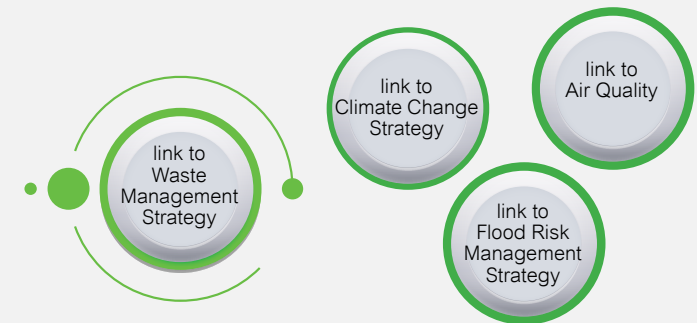 link to
Waste
Management
Strategy
link to
Climate Change
Strategy
link to
Air Quality
link to
Flood Risk
Management
Strategy